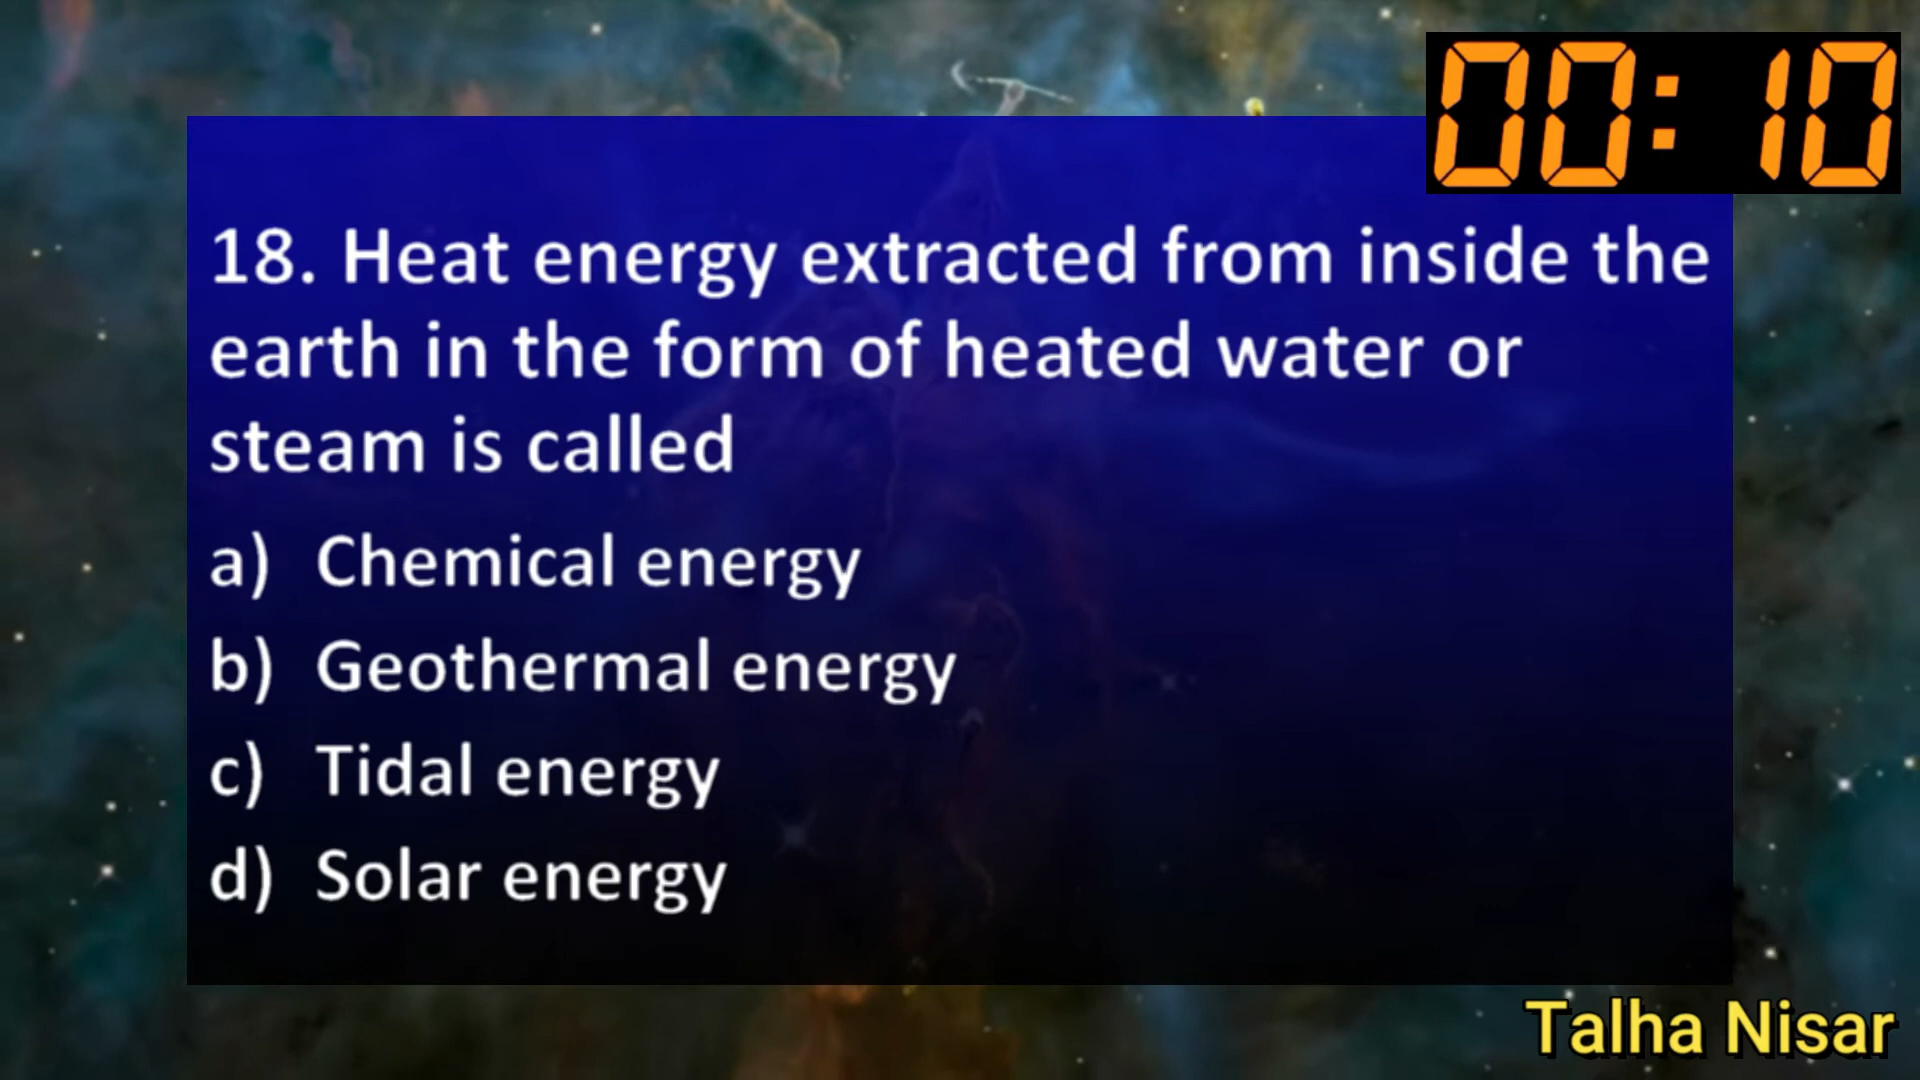 00:10
18. Heat energy extracted from inside the
earth in the form of heated water or
steam is called
a) Chemical energy
b) Geothermal energy
c) Tidal energy
d) Solar energy
Talha Nisar